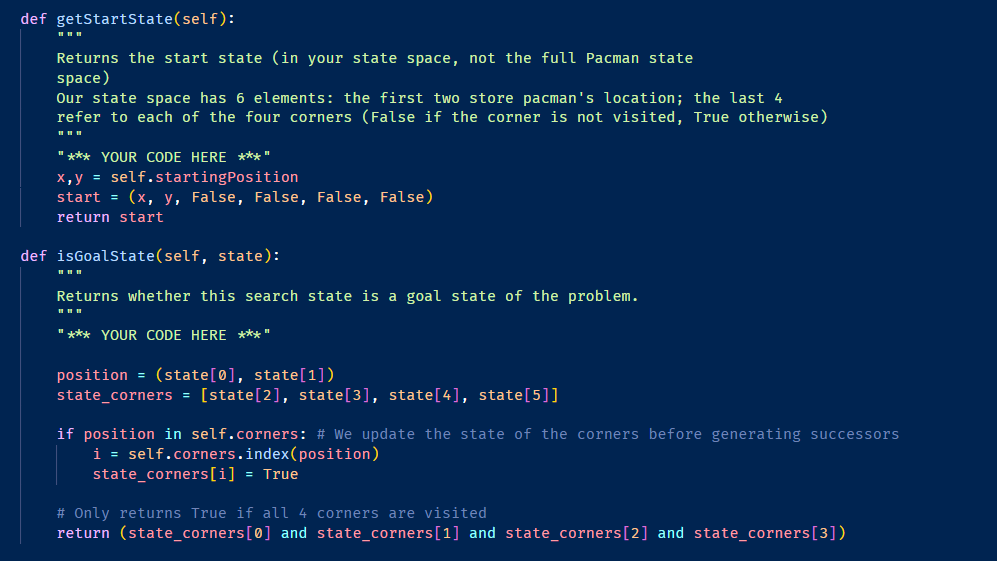 def getStartState(self):
    """
    Returns the start state (in your state space, not the full Pacman state
    space)
    Our state space has 6 elements: the first two store pacman's location; the last 4
    refer to each of the four corners (False if the corner is not visited, True otherwise)
    """
    "*** YOUR CODE HERE ***"
    x,y = self.startingPosition
    start = (x, y, False, False, False, False)
    return start

def isGoalState(self, state):
    """
    Returns whether this search state is a goal state of the problem.
    """
    "*** YOUR CODE HERE ***"

    position = (state[0], state[1])
    state_corners = [state[2], state[3], state[4], state[5]]

    if position in self.corners: # We update the state of the corners before generating successors
        i = self.corners.index(position)
        state_corners[i] = True

    # Only returns True if all 4 corners are visited
    return (state_corners[0] and state_corners[1] and state_corners[2] and state_corners[3])